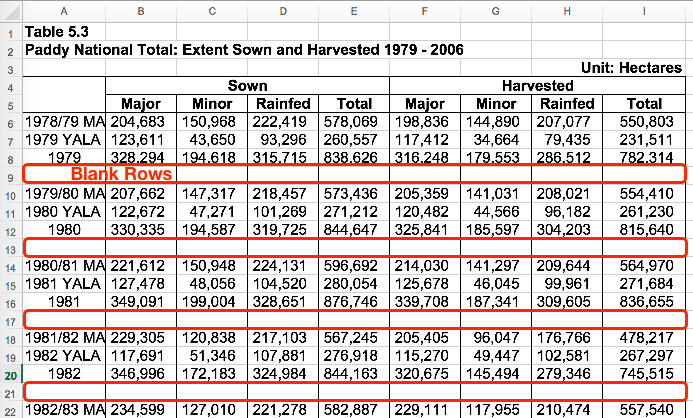 A B C D E F G H I
1 Table 5.3
2 Paddy National Total: Extent Sown and Harvested 1979 - 2006
3 Unit: Hectares
4 Sown Harvested
5 Major Minor Rainfed Total Major Minor Rainfed Total
6 1978/79 MA 204,683 150,968 222,419 578,069 198,836 144,890 207,077 550,803
7 1979 YALA 123,611 43,650 93,296 260,557 117,412 34,664 79,435 231,511
8 1979 328,294 194,618 315,715 838,626 316,248 179,553 286,512 782,314
9 Blank Rows
10 1979/80 MA 207,662 147,317 218,457 573,436 205,359 141,031 208,021 554,410
11 1980 YALA 122,672 47,271 101,269 271,212 120,482 44,566 96,182 261,230
12 1980 330,335 194,587 319,725 844,647 325,841 185,597 304,203 815,640
13
14 1980/81 MA 221,612 150,948 224,131 596,692 214,030 141,297 209,644 564,970
15 1981 YALA 127,478 48,056 104,520 280,054 125,678 46,045 99,961 271,684
16 1981 349,091 199,004 328,651 876,746 339,708 187,341 309,605 836,655
17
18 1981/82 MA 229,305 120,838 217,103 567,245 205,405 96,047 176,766 478,217
19 1982 YALA 117,691 51,346 107,881 276,918 115,270 49,447 102,581 267,297
20 1982 346,996 172,183 324,984 844,163 320,675 145,494 279,346 745,515
21
22 1982/83 MA 234,599 127,010 221,278 582,887 229,111 117,955 210,474 557,540